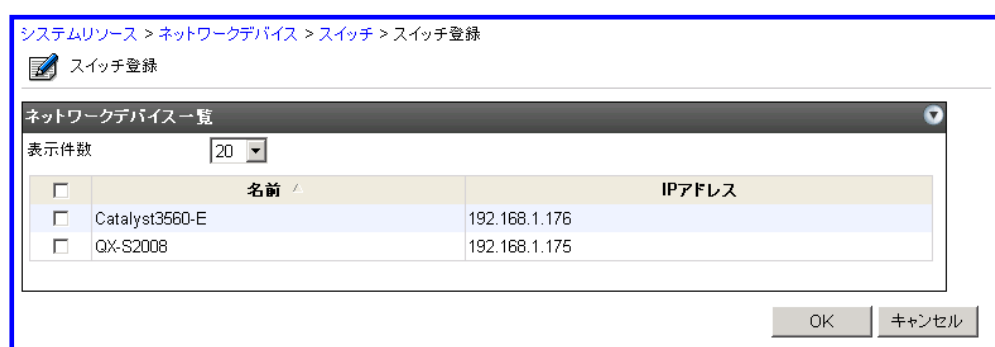 システムリソース > ネットワークデバイス > スイッチ > スイッチ登録
スイッチ登録
ネットワークデバイス一覧
表示件数 20
名前 IPアドレス
Catalyst3560-E 192.168.1.176
QX-S2008 192.168.1.175
OK キャンセル